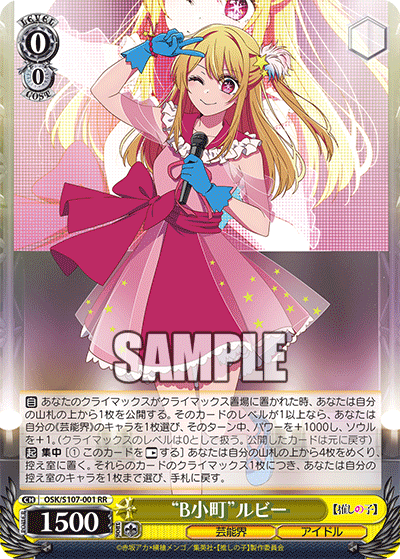 LEVEL
0
0
COST
SAMPLE
自 あなたのクライマックスがクライマックス置場に置かれた時、あなたは自分
の山札の上から1枚を公開する。そのカードのレベルが1以上なら、あなたは
自分の《芸能界》のキャラを1枚選び、そのターン中、パワーを+1000し、ソウル
を+1。(クライマックスのレベルは0として扱う。公開したカードは元に戻す)
起 集中 [① このカードを レストする] あなたは自分の山札の上から4枚をめくり、
控え室に置く。それらのカードのクライマックス1枚につき、あなたは自分の
控え室のキャラを1枚まで選び、手札に戻す。
CH OSK/S107-001 RR
1500
“B小町”ルビー
【推しの子】
芸能界 アイドル
©赤坂アカ×横槍メンゴ/集英社・【推しの子】製作委員会